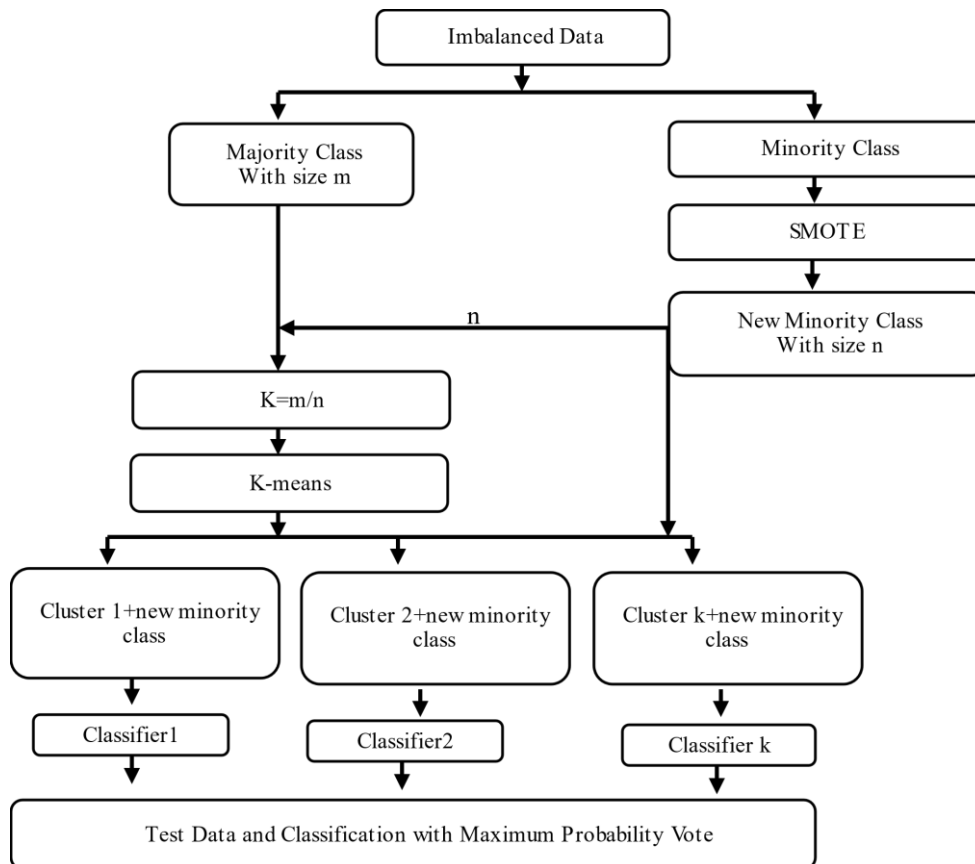 Imbalanced Data
Majority Class
With size m
Minority Class
SMOTE
New Minority Class
With size n
n
K=m/n
K-means
Cluster 1+new minority
class
Cluster 2+new minority
class
Cluster k+new minority
class
Classifier1
Classifier2
Classifier k
Test Data and Classification with Maximum Probability Vote